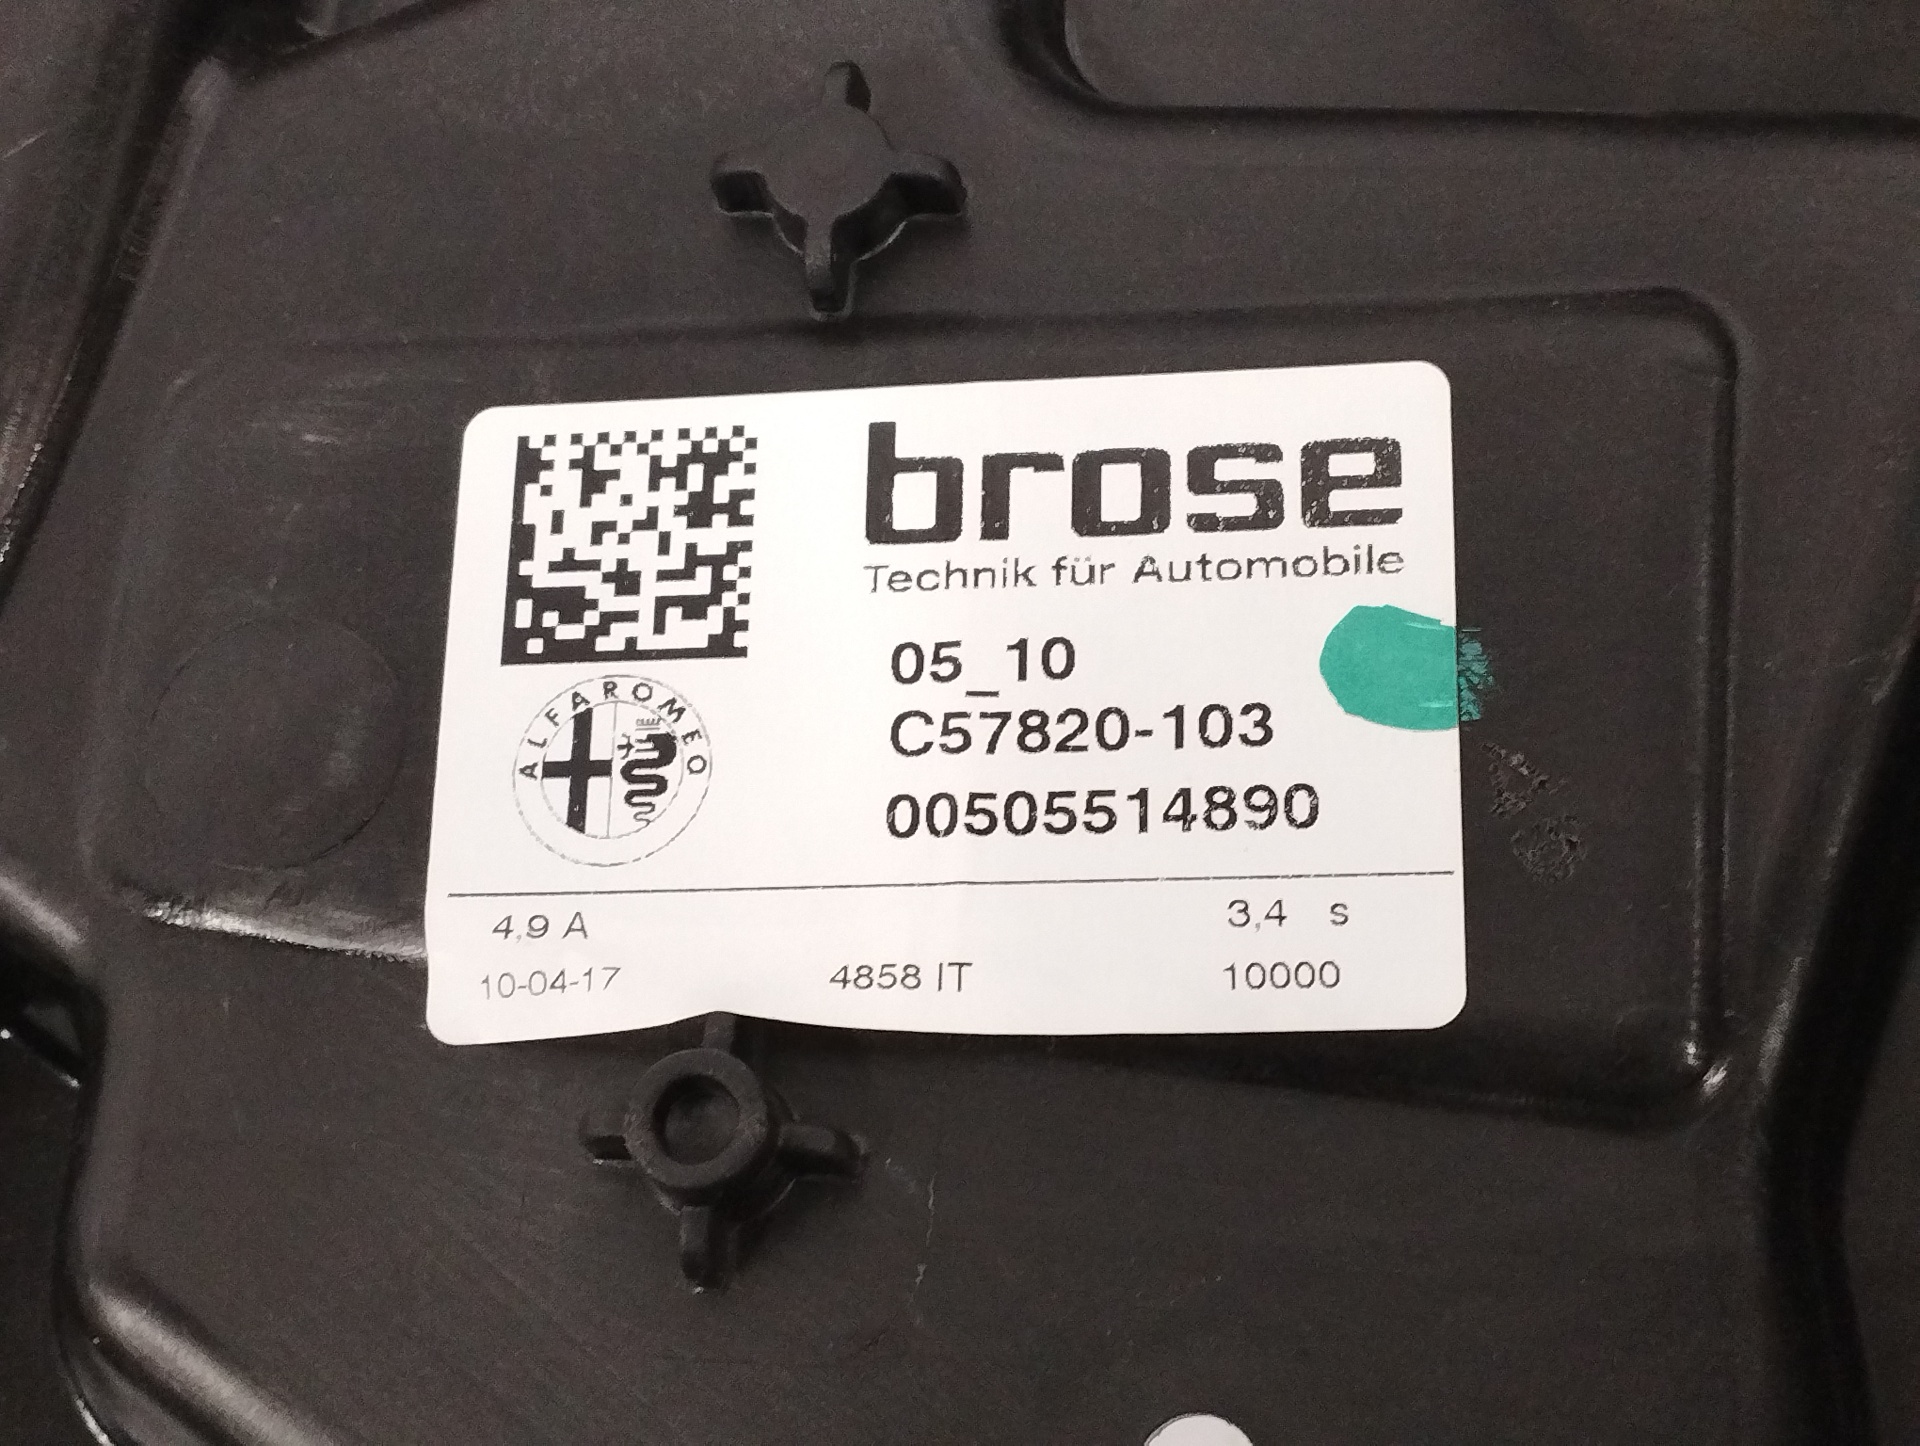 brose
Technik für Automobile
05_10
C57820-103
00505514890
ALFA ROMEO
4,9 A
3,4 s
10-04-17
4858 IT
10000